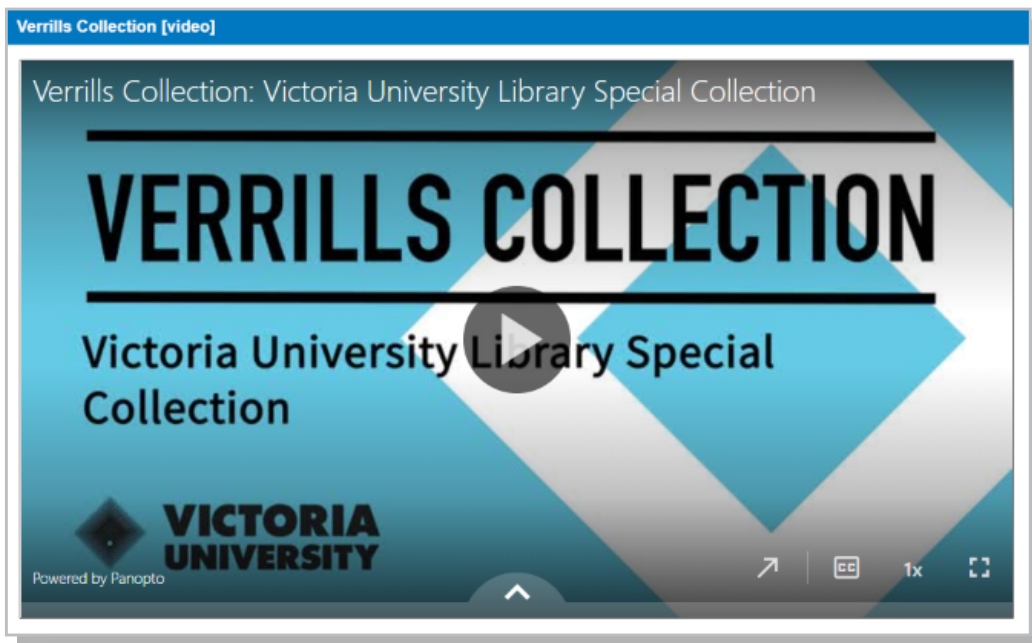 Verrills Collection [video]
Verrills Collection: Victoria University Library Special Collection
VERRILLS COLLECTION
Victoria University Library Special
Collection
VICTORIA
UNIVERSITY
Powered by Panopto
CC
1x